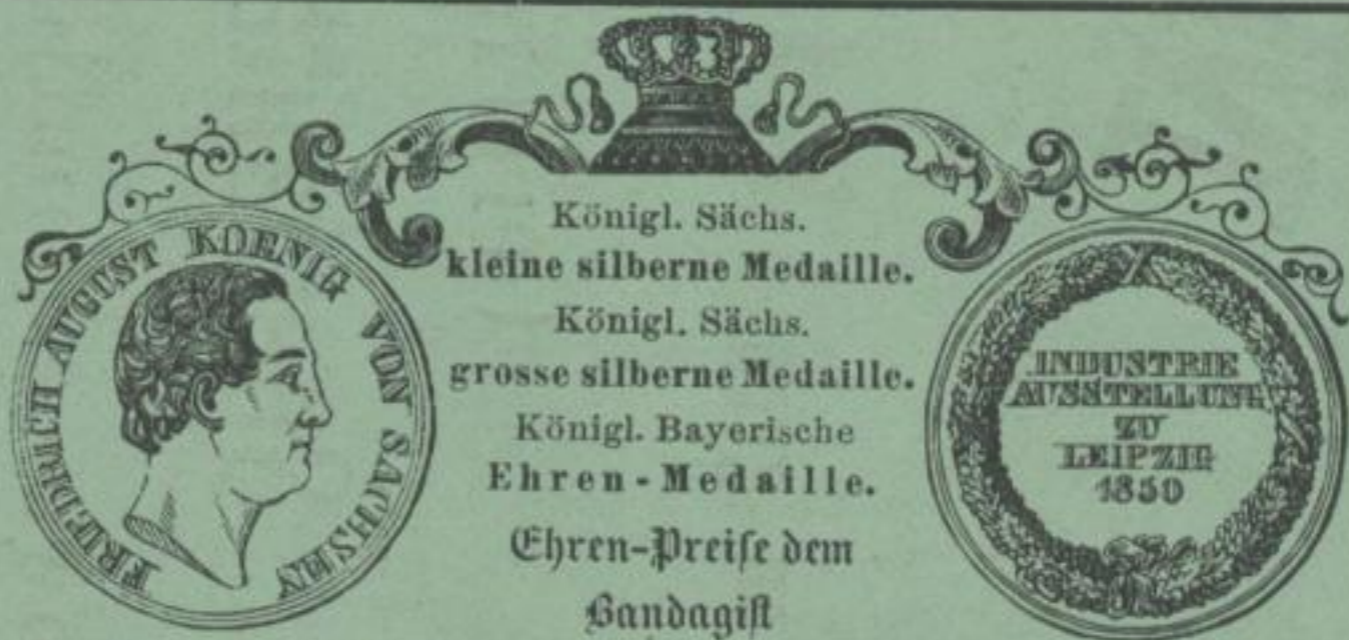 FRIEDRICH AUGUST KOENIG VON SACHSEN
Königl. Sächs.
kleine silberne Medaille.
Königl. Sächs.
grosse silberne Medaille.
Königl. Bayerische
Ehren-Medaille.
Ehren-Preiſe dem
Bandagiſt
INDUSTRIE
AUSSTELLUNG
ZU
LEIPZIG
1850